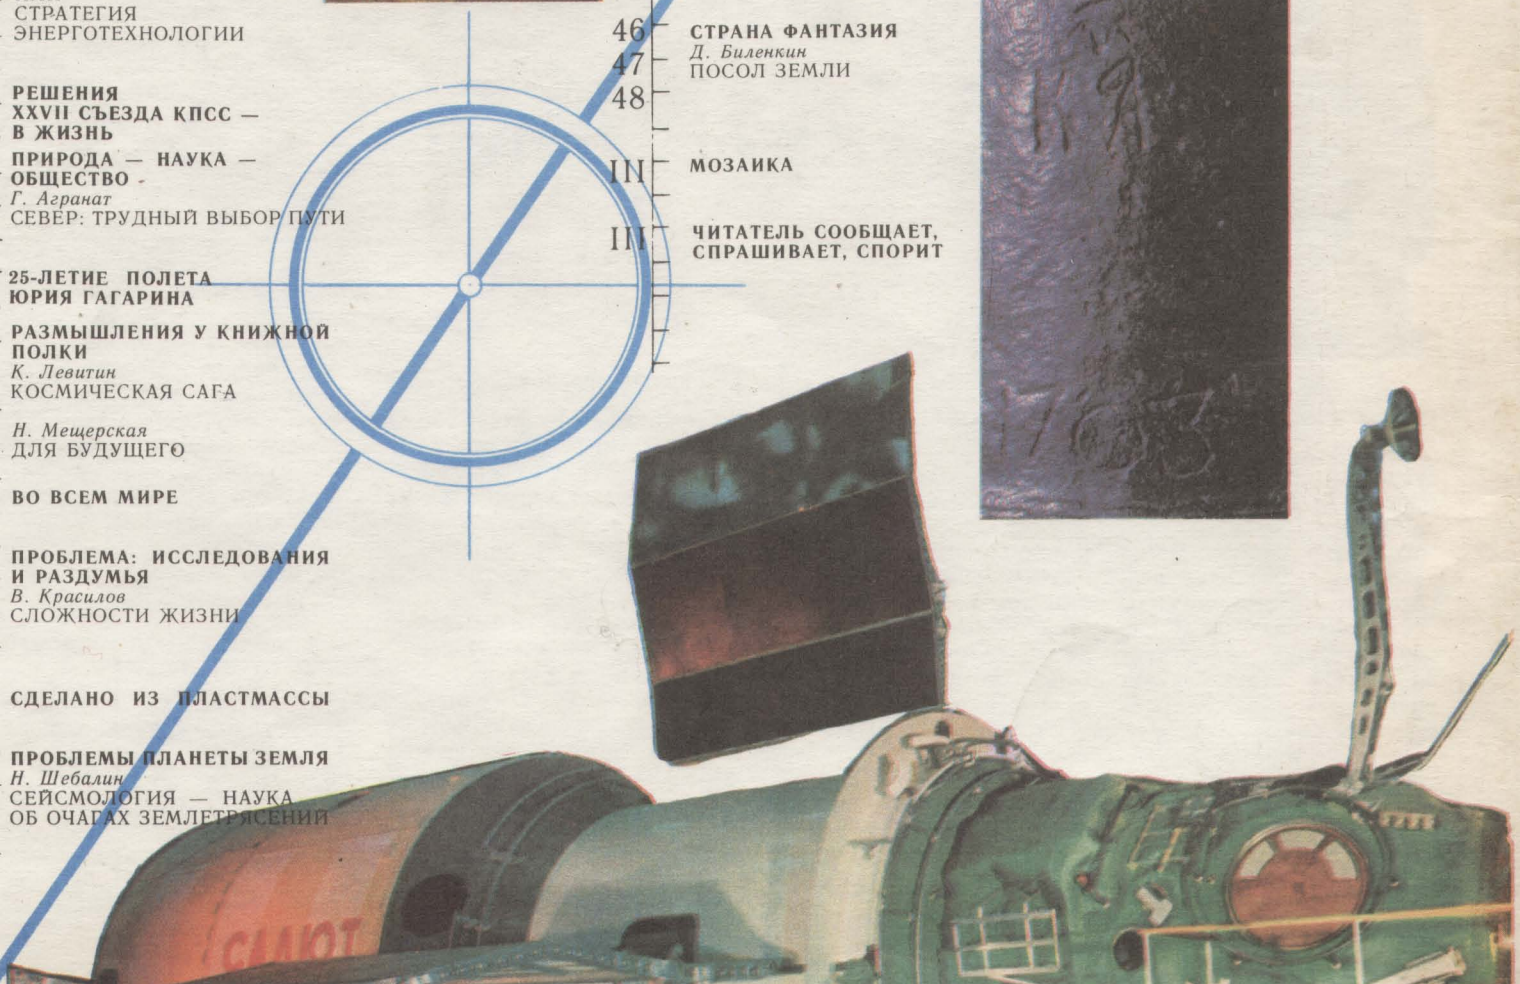 СТРАТЕГИЯ
ЭНЕРГОТЕХНОЛОГИИ
РЕШЕНИЯ
XXVII СЪЕЗДА КПСС —
В ЖИЗНЬ
ПРИРОДА — НАУКА —
ОБЩЕСТВО
Г. Агранат
СЕВЕР: ТРУДНЫЙ ВЫБОР ПУТИ
25-ЛЕТИЕ ПОЛЕТА
ЮРИЯ ГАГАРИНА
РАЗМЫШЛЕНИЯ У КНИЖНОЙ
ПОЛКИ
К. Левитин
КОСМИЧЕСКАЯ САГА
Н. Мещерская
ДЛЯ БУДУЩЕГО
ВО ВСЕМ МИРЕ
ПРОБЛЕМА: ИССЛЕДОВАНИЯ
И РАЗДУМЬЯ
В. Красилов
СЛОЖНОСТИ ЖИЗНИ
СДЕЛАНО ИЗ ПЛАСТМАССЫ
ПРОБЛЕМЫ ПЛАНЕТЫ ЗЕМЛЯ
Н. Шебалин
СЕЙСМОЛОГИЯ — НАУКА
ОБ ОЧАГАХ ЗЕМЛЕТРЯСЕНИЙ
46
47
48
III
III
СТРАНА ФАНТАЗИЯ
Д. Биленкин
ПОСОЛ ЗЕМЛИ
МОЗАИКА
ЧИТАТЕЛЬ СООБЩАЕТ,
СПРАШИВАЕТ, СПОРИТ
САЛЮТ